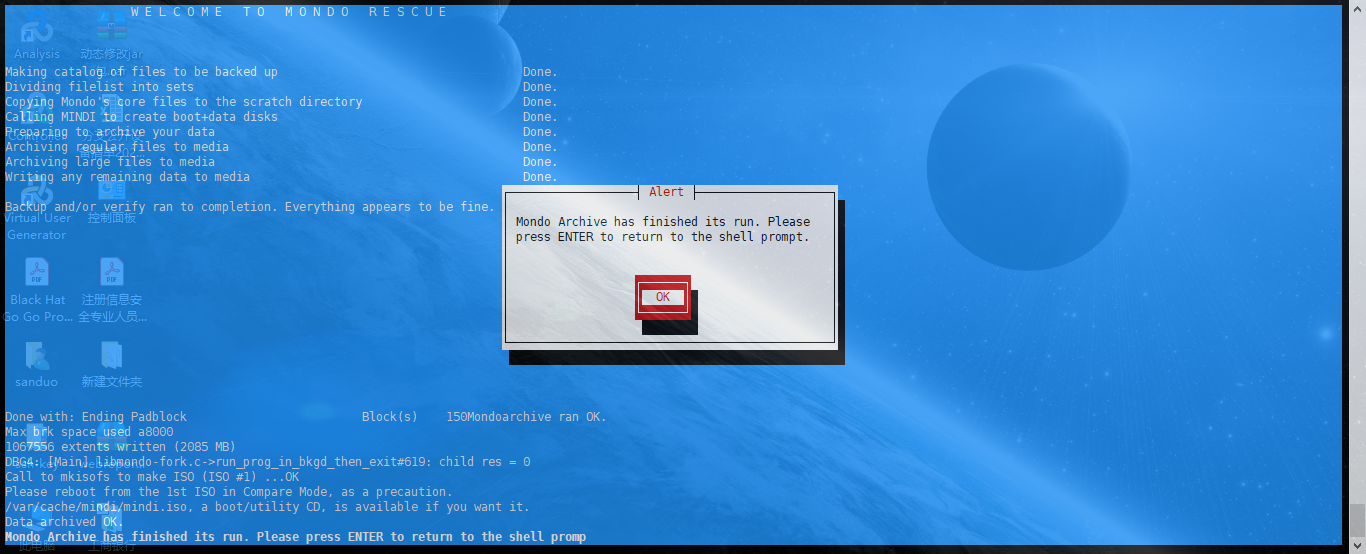 WELCOME TO MONDO RESCUE
Analysis
动态修改jar
Making catalog of files to be backed up Done.
Dividing filelist into sets Done.
Copying Mondo's core files to the scratch directory Done.
Calling MINDI to create boot+data disks Done.
Preparing to archive your data Done.
Archiving regular files to media Done.
Archiving large files to media Done.
Writing any remaining data to media Done.
Backup and/or verify ran to completion. Everything appears to be fine.
Virtual User
Generator
控制面板
Alert
Mondo Archive has finished its run. Please
press ENTER to return to the shell prompt.
OK
PDF
Black Hat
Go Go Pro...
PDF
注册信息安
全专业人员...
sanduo
新建文件夹
Done with: Ending Padblock Block(s) 150Mondoarchive ran OK.
Max brk space used a8000
1067556 extents written (2085 MB)
DBG4: [Main] libmondo-fork.c->run_prog_in_bkgd_then_exit#619: child res = 0
Call to mkisofs to make ISO (ISO #1) ...OK
Please reboot from the 1st ISO in Compare Mode, as a precaution.
/var/cache/mindi/mindi.iso, a boot/utility CD, is available if you want it.
Data archived OK.
Mondo Archive has finished its run. Please press ENTER to return to the shell promp
此电脑